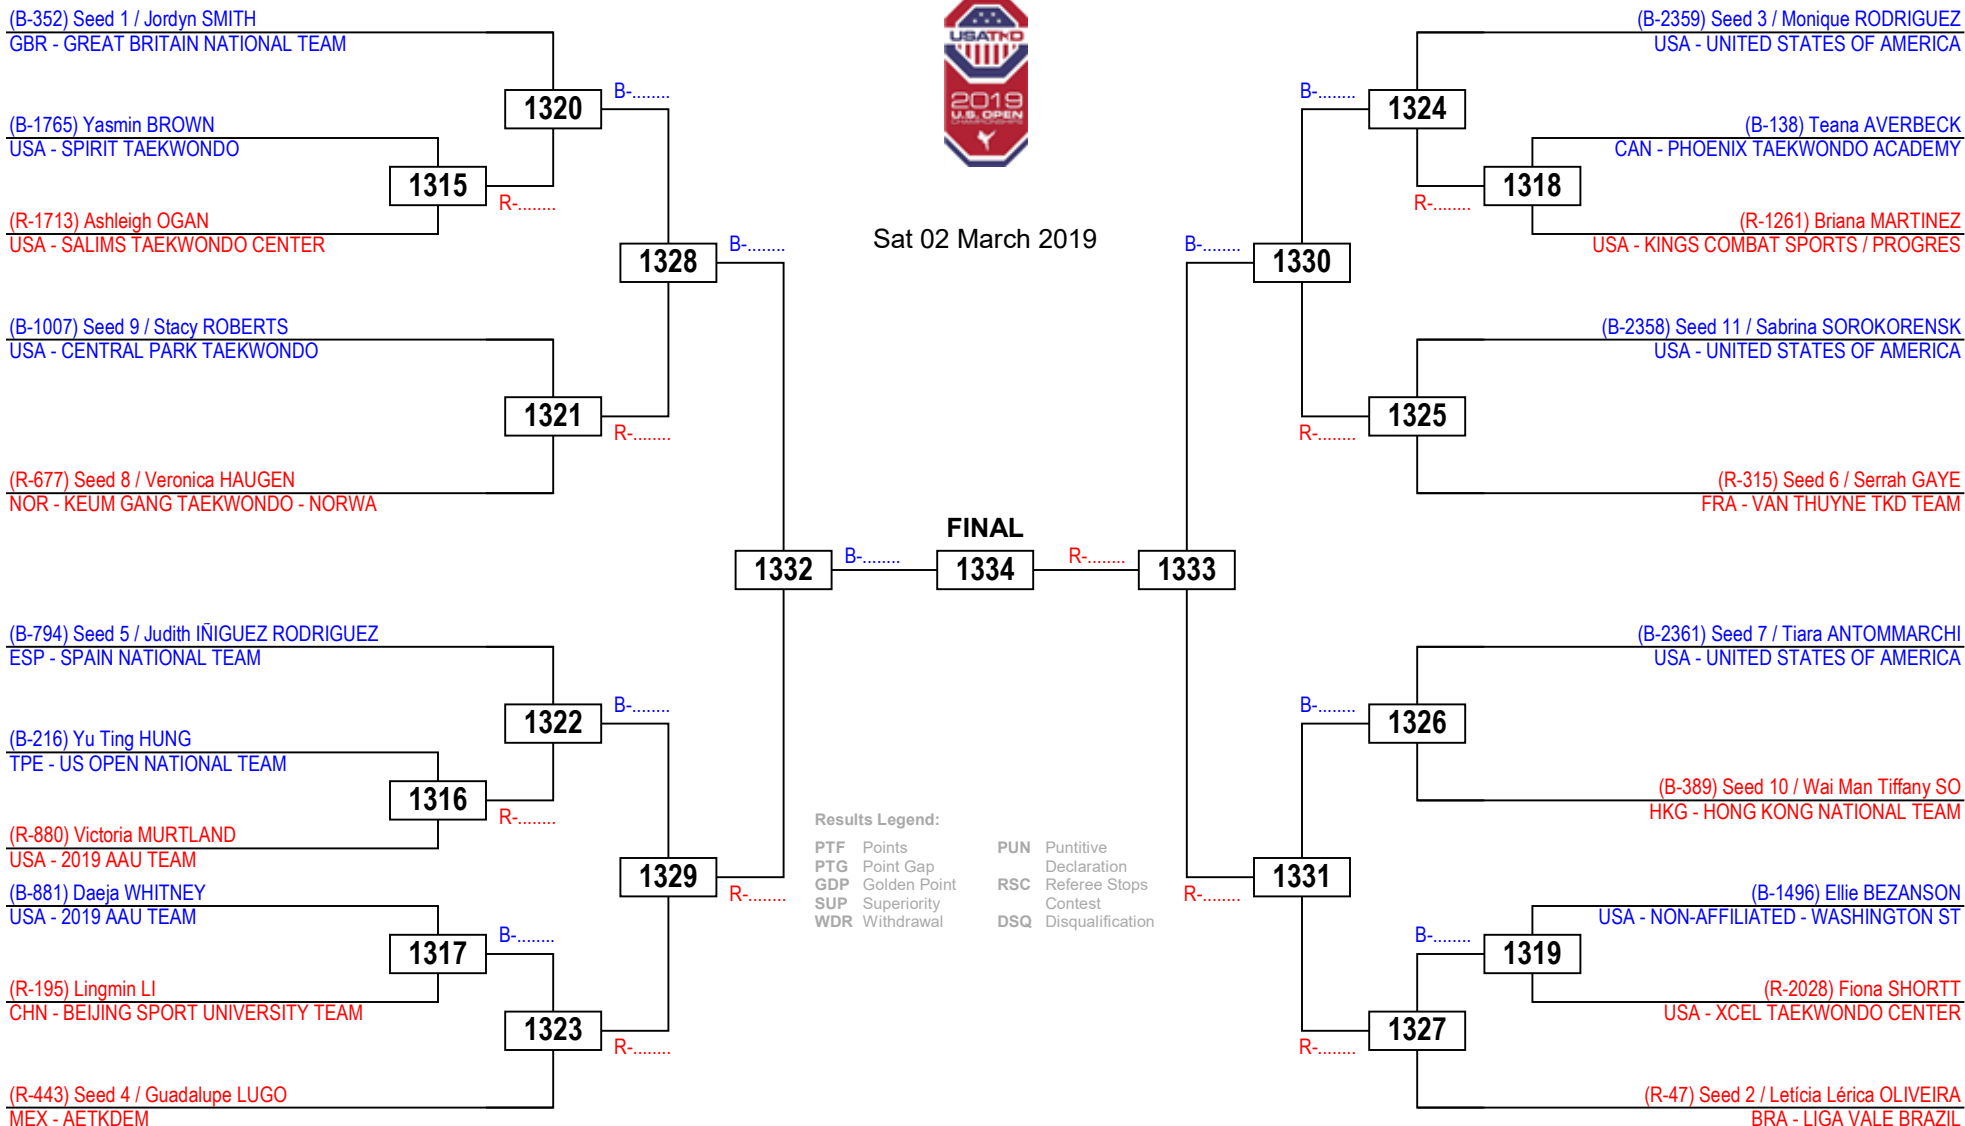 (B-352) Seed 1 / Jordyn SMITH
GBR - GREAT BRITAIN NATIONAL TEAM
(B-1765) Yasmin BROWN
USA - SPIRIT TAEKWONDO
(R-1713) Ashleigh OGAN
USA - SALIMS TAEKWONDO CENTER
(B-1007) Seed 9 / Stacy ROBERTS
USA - CENTRAL PARK TAEKWONDO
(R-677) Seed 8 / Veronica HAUGEN
NOR - KEUM GANG TAEKWONDO - NORWA
(B-794) Seed 5 / Judith IÑIGUEZ RODRIGUEZ
ESP - SPAIN NATIONAL TEAM
(B-216) Yu Ting HUNG
TPE - US OPEN NATIONAL TEAM
(R-880) Victoria MURTLAND
USA - 2019 AAU TEAM
(B-881) Daeja WHITNEY
USA - 2019 AAU TEAM
(R-195) Lingmin LI
CHN - BEIJING SPORT UNIVERSITY TEAM
(R-443) Seed 4 / Guadalupe LUGO
MEX - AETKDEM
1315
R-........
1316
R-........
1317
B-........
1320
B-........
1321
R-........
1322
B-........
1323
R-........
1328
B-........
1329
R-........
1332
B-........
USATKD
2019
U.S. OPEN
CHAMPIONSHIPS
Sat 02 March 2019
FINAL
1334
Results Legend:
PTF Points
PTG Point Gap
GDP Golden Point
SUP Superiority
WDR Withdrawal
PUN Puntitive
Declaration
RSC Referee Stops
Contest
DSQ Disqualification
R-........
1333
B-........
1330
R-........
1331
B-........
1324
R-........
1325
B-........
1326
R-........
1327
R-........
1318
B-........
1319
(B-2359) Seed 3 / Monique RODRIGUEZ
USA - UNITED STATES OF AMERICA
(B-138) Teana AVERBECK
CAN - PHOENIX TAEKWONDO ACADEMY
(R-1261) Briana MARTINEZ
USA - KINGS COMBAT SPORTS / PROGRES
(B-2358) Seed 11 / Sabrina SOROKORENSK
USA - UNITED STATES OF AMERICA
(R-315) Seed 6 / Serrah GAYE
FRA - VAN THUYNE TKD TEAM
(B-2361) Seed 7 / Tiara ANTOMMARCHI
USA - UNITED STATES OF AMERICA
(B-389) Seed 10 / Wai Man Tiffany SO
HKG - HONG KONG NATIONAL TEAM
(B-1496) Ellie BEZANSON
USA - NON-AFFILIATED - WASHINGTON ST
(R-2028) Fiona SHORTT
USA - XCEL TAEKWONDO CENTER
(R-47) Seed 2 / Letícia Lérica OLIVEIRA
BRA - LIGA VALE BRAZIL